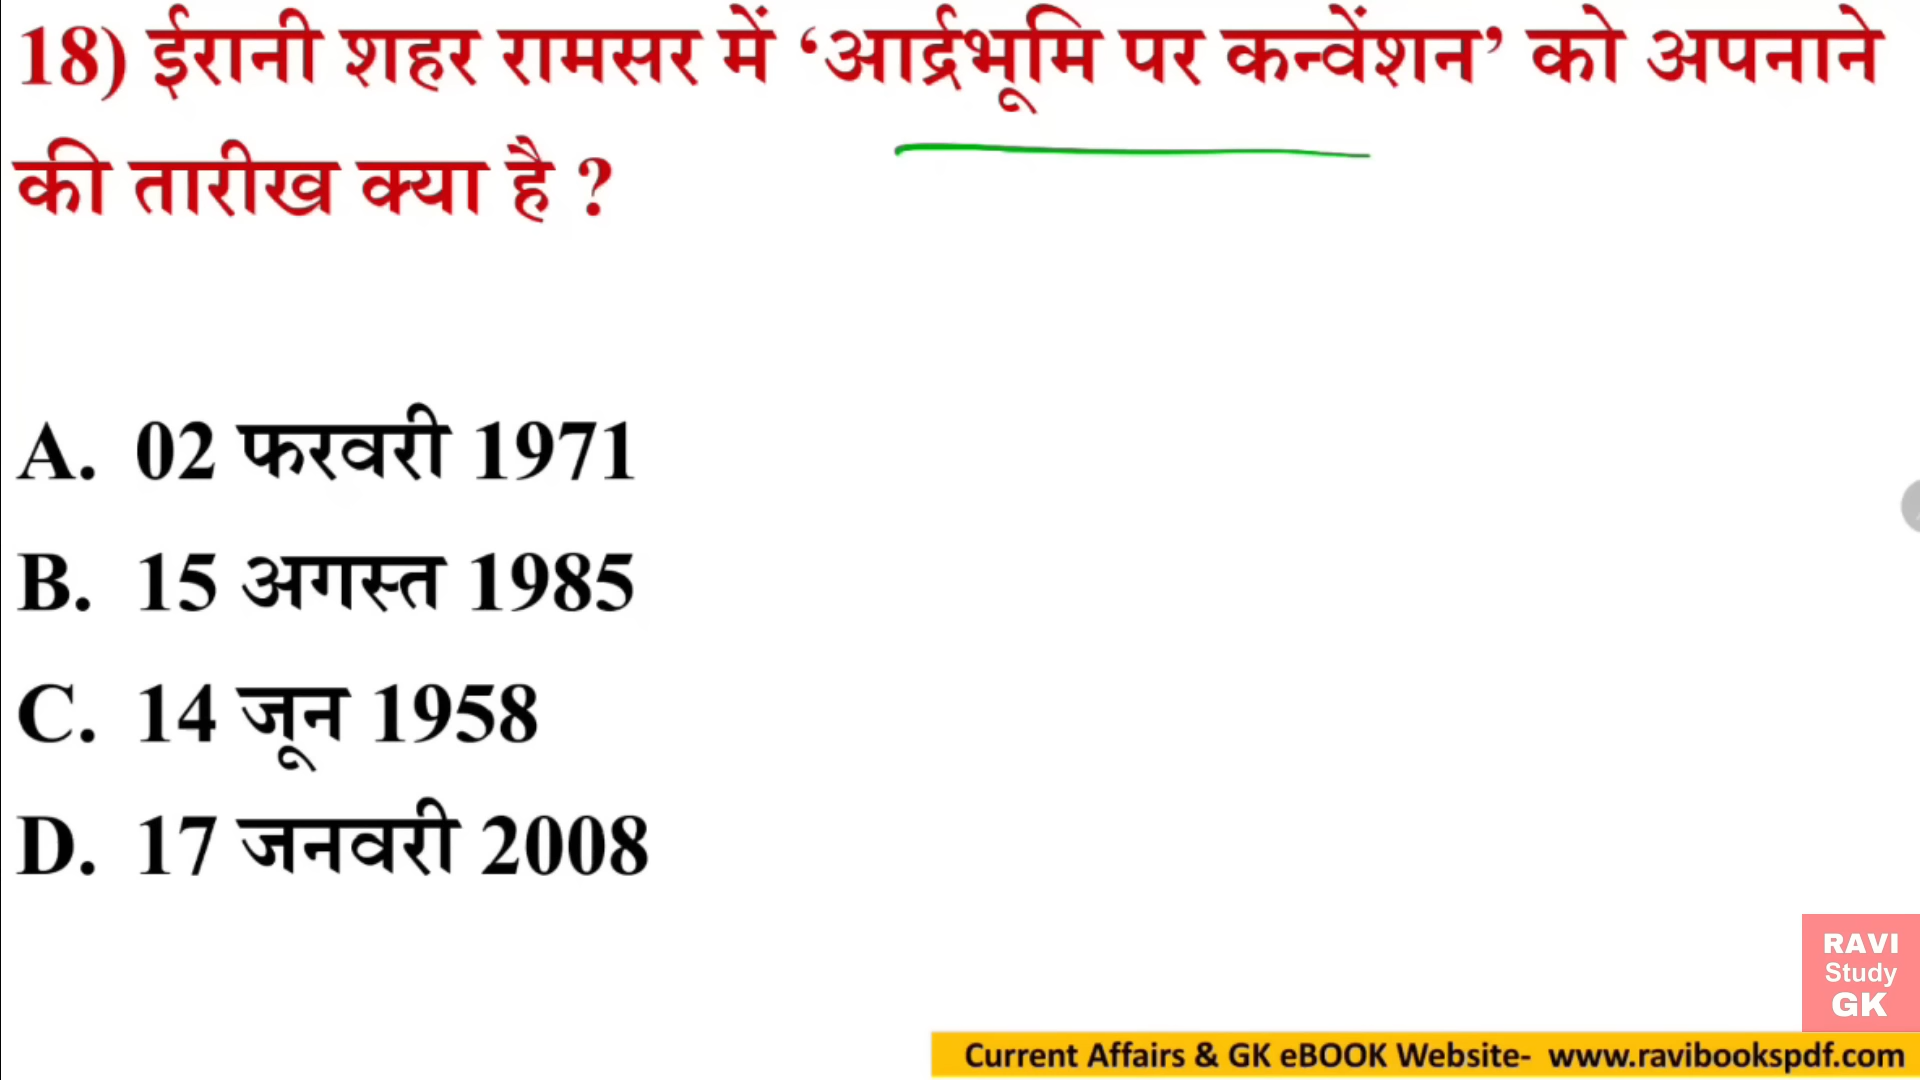 18) ईरानी शहर रामसर में ‘आर्द्रभूमि पर कन्वेंशन’ को अपनाने
की तारीख क्या है ?
A. 02 फरवरी 1971
B. 15 अगस्त 1985
C. 14 जून 1958
D. 17 जनवरी 2008
RAVI
Study
GK
Current Affairs & GK eBOOK Website- www.ravibookspdf.com